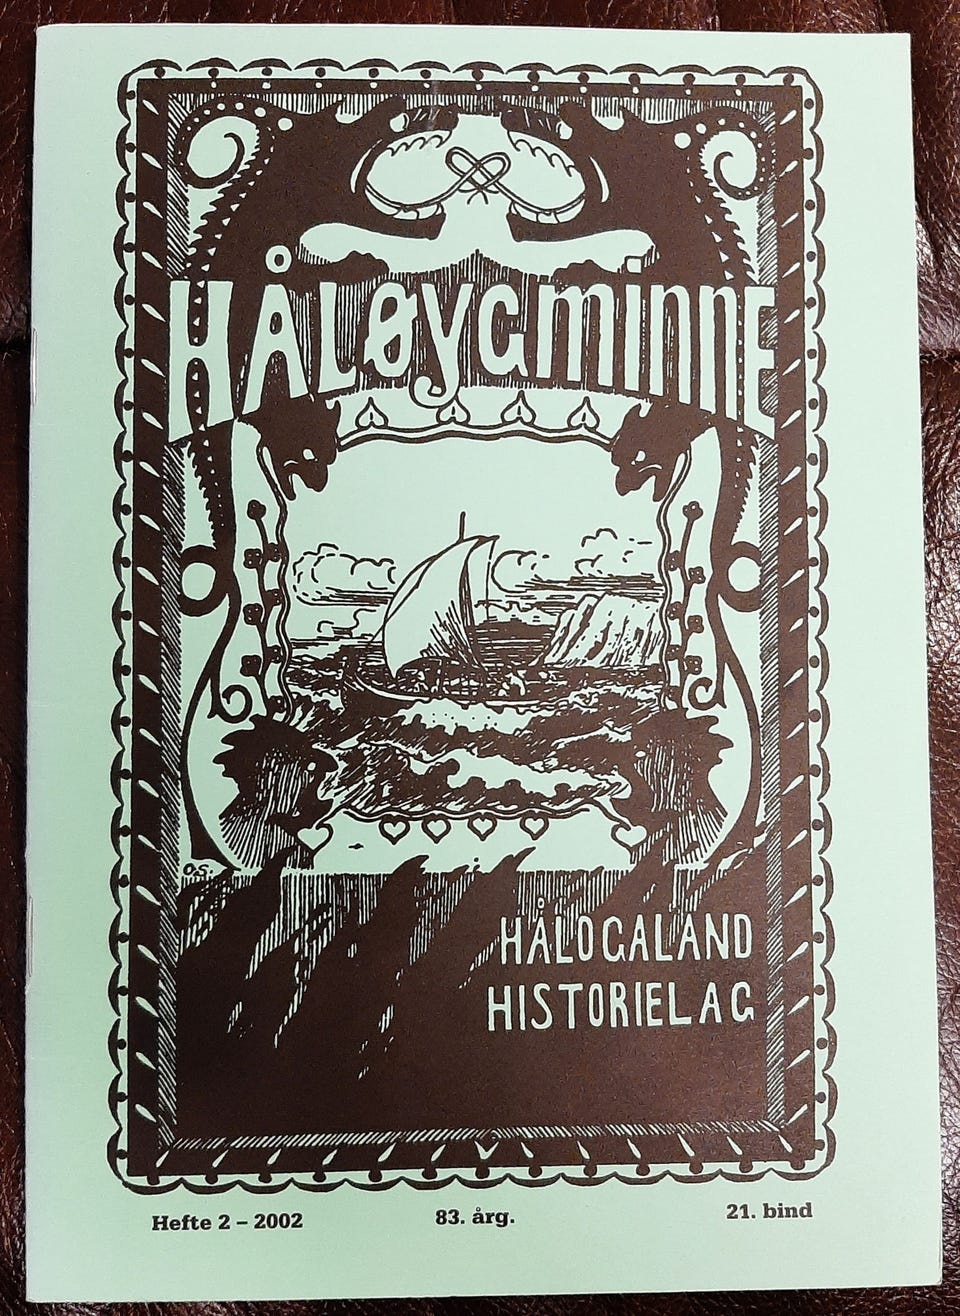 HÅLØYGMINNE
O.S.
HÅLOGALAND
HISTORIELAG
Hefte 2 – 2002 83. årg. 21. bind